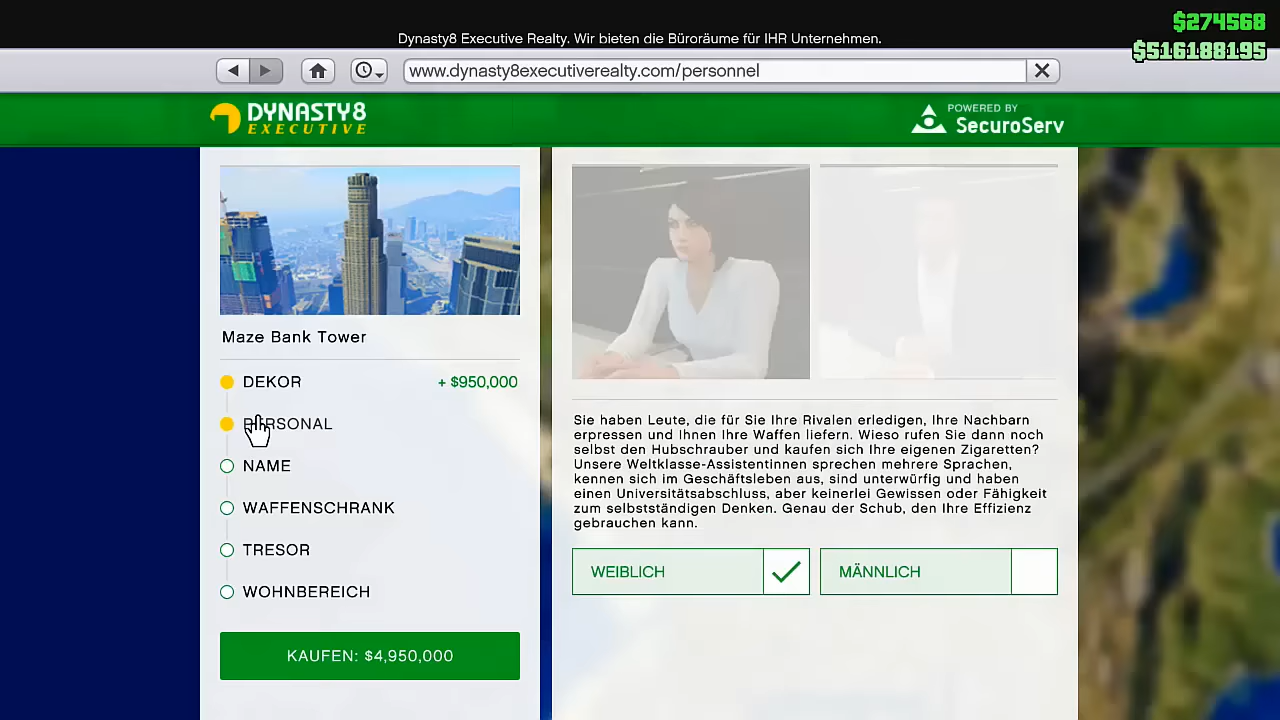 $274568
Dynasty8 Executive Realty. Wir bieten die Büroräume für IHR Unternehmen.
$516188195
www.dynasty8executiverealty.com/personnel
DYNASTY 8
EXECUTIVE
POWERED BY
SecuroServ
Maze Bank Tower
DEKOR + $950,000
PERSONAL
NAME
WAFFENSCHRANK
TRESOR
WOHNBEREICH
KAUFEN: $4,950,000
Sie haben Leute, die für Sie Ihre Rivalen erledigen, Ihre Nachbarn
erpressen und Ihnen Ihre Waffen liefern. Wieso rufen Sie dann noch
selbst den Hubschrauber und kaufen sich Ihre eigenen Zigaretten?
Unsere Weltklasse-Assistentinnen sprechen mehrere Sprachen,
kennen sich im Geschäftsleben aus, sind unterwürfig und haben
einen Universitätsabschluss, aber keinerlei Gewissen oder Fähigkeit
zum selbstständigen Denken. Genau der Schub, den Ihre Effizienz
gebrauchen kann.
WEIBLICH
MÄNNLICH